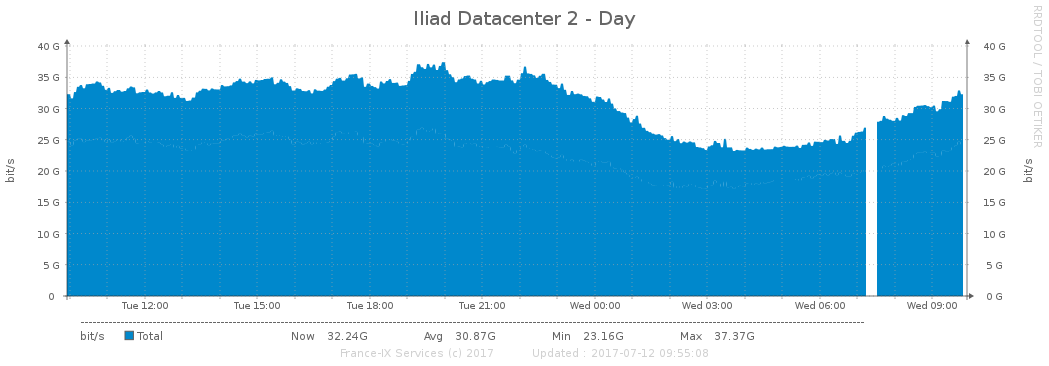 Iliad Datacenter 2 - Day
RRDTOOL / TOBI OETIKER
40 G 40 G
35 G 35 G
30 G 30 G
25 G 25 G
20 G 20 G
15 G 15 G
10 G 10 G
5 G 5 G
0 0 G
bit/s bit/s
Tue 12:00 Tue 15:00 Tue 18:00 Tue 21:00 Wed 00:00 Wed 03:00 Wed 06:00 Wed 09:00
bit/s Total Now 32.24G Avg 30.87G Min 23.16G Max 37.37G
France-IX Services (c) 2017 Updated : 2017-07-12 09:55:08